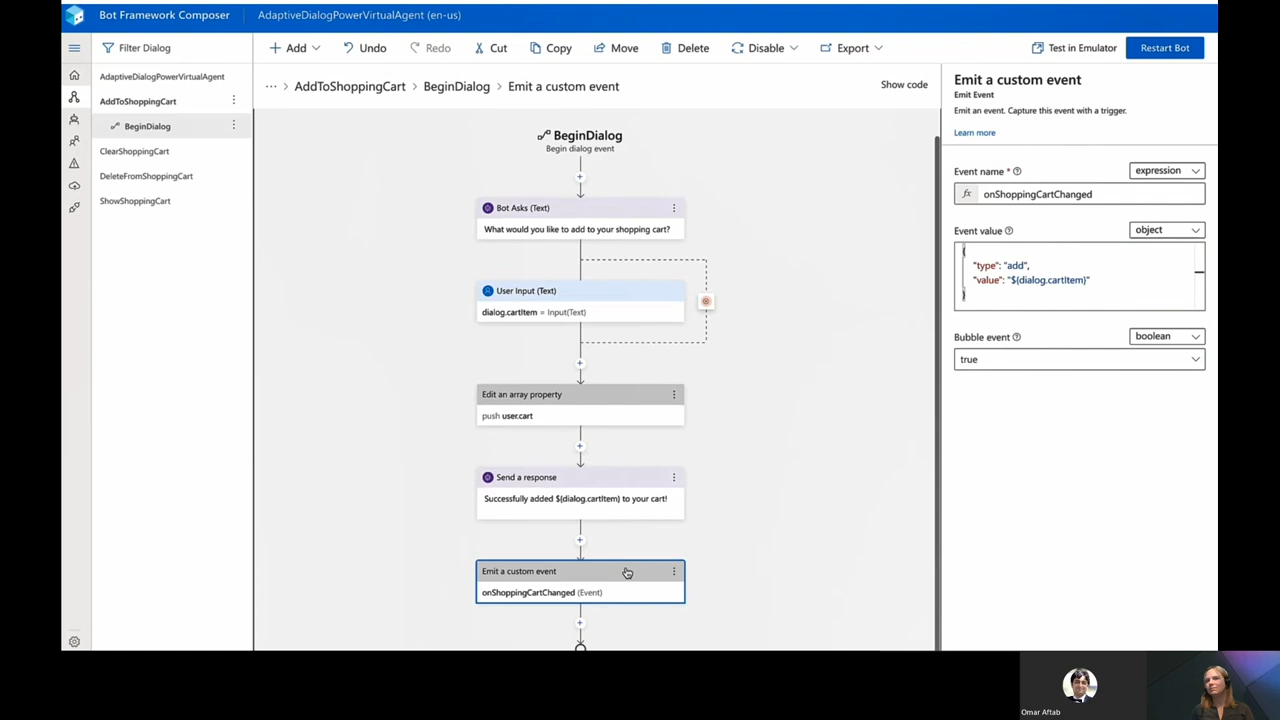 Bot Framework Composer
AdaptiveDialogPowerVirtualAgent (en-us)
Filter Dialog
Add
Undo
Redo
Cut
Copy
Move
Delete
Disable
Export
Test in Emulator
Restart Bot
AdaptiveDialogPowerVirtualAgent
AddToShoppingCart
BeginDialog
ClearShoppingCart
DeleteFromShoppingCart
ShowShoppingCart
··· > AddToShoppingCart > BeginDialog > Emit a custom event
Show code
BeginDialog
Begin dialog event
Bot Asks (Text)
What would you like to add to your shopping cart?
User Input (Text)
dialog.cartItem = Input(Text)
Edit an array property
push user.cart
Send a response
Successfully added ${dialog.cartItem} to your cart!
Emit a custom event
onShoppingCartChanged (Event)
Emit a custom event
Emit Event
Emit an event. Capture this event with a trigger.
Learn more
Event name *
expression
fx onShoppingCartChanged
Event value
object
{
"type": "add",
"value": "${dialog.cartItem}"
}
Bubble event
boolean
true
Omar Aftab